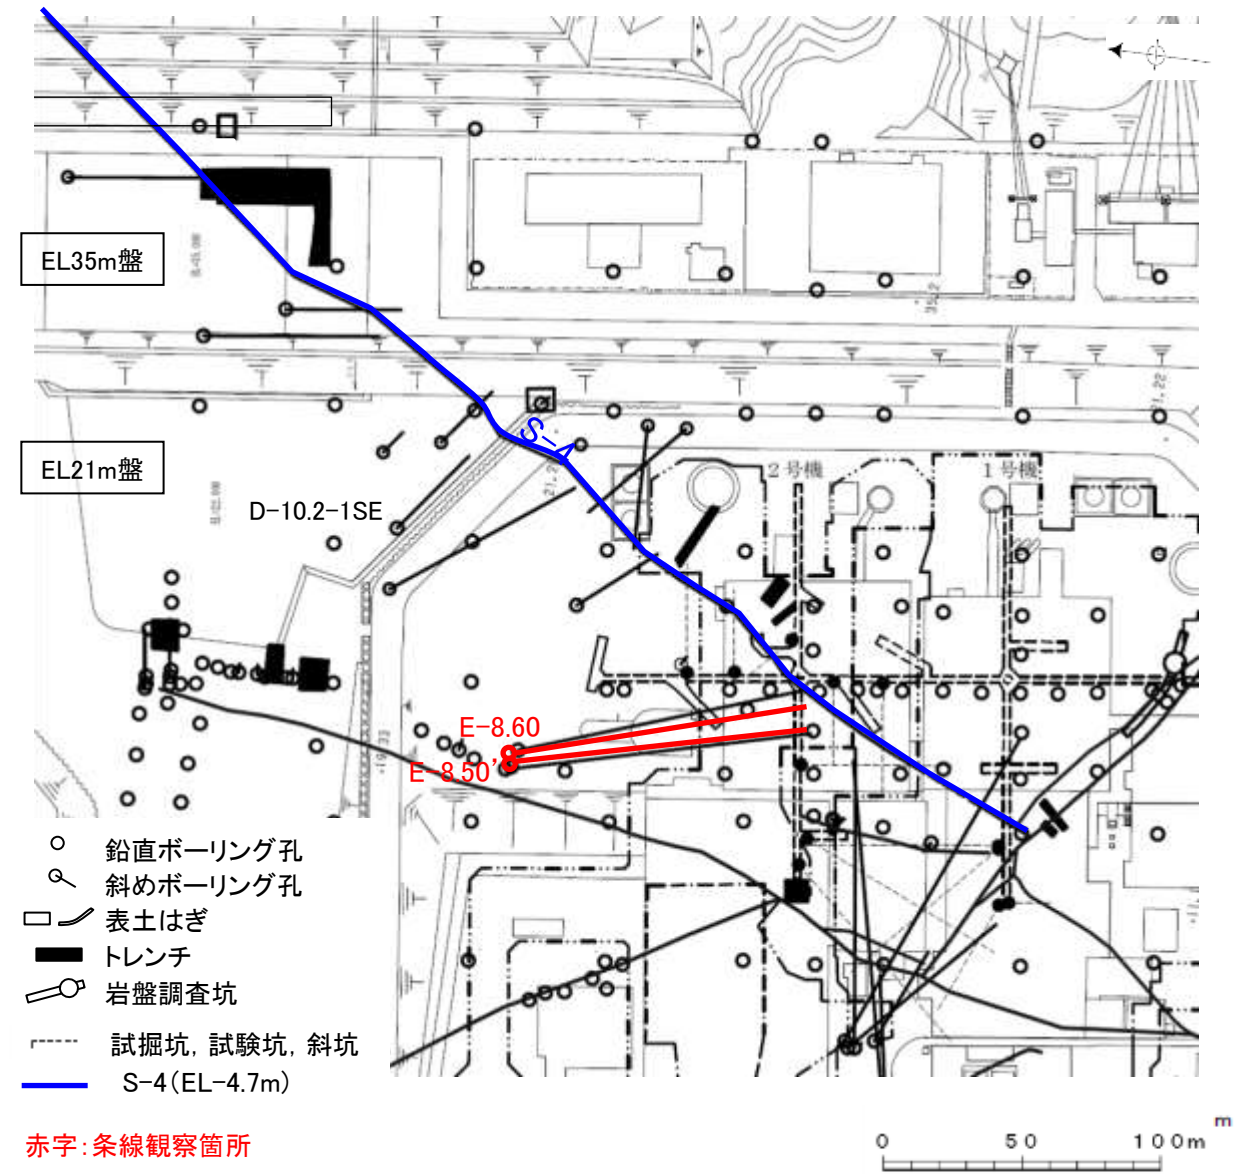 EL35m盤
35.2
EL21m盤
21.22
S-4
2号機
1号機
D-10.2-1SE
E-8.60
E-8.50
鉛直ボーリング孔
斜めボーリング孔
表土はぎ
トレンチ
岩盤調査坑
試掘坑, 試験坑, 斜坑
S-4(EL-4.7m)
赤字:条線観察箇所
m
0 50 100m